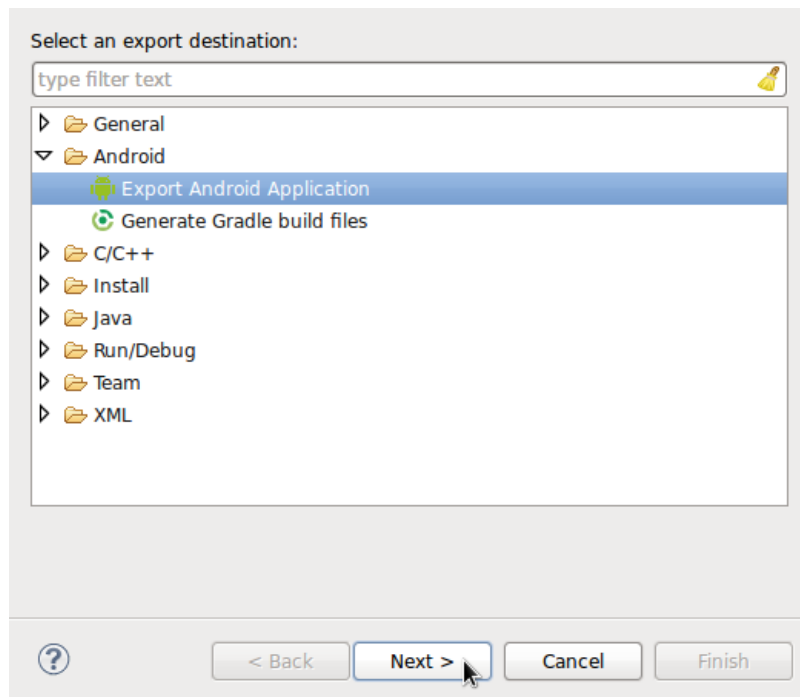 Select an export destination:
type filter text
General
Android
Export Android Application
Generate Gradle build files
C/C++
Install
Java
Run/Debug
Team
XML
? < Back Next > Cancel Finish